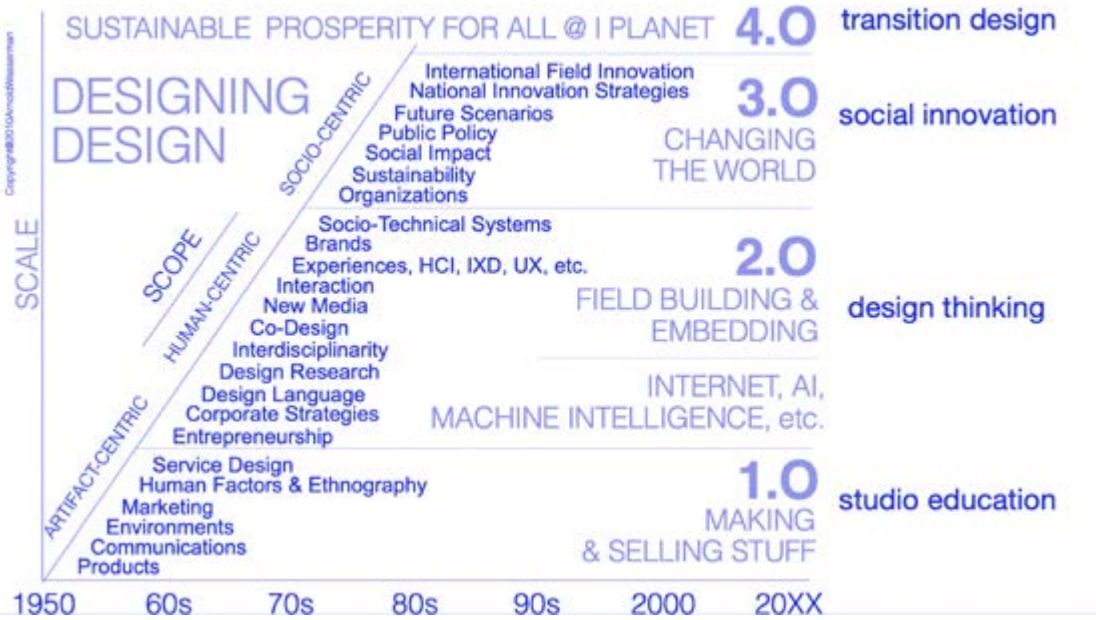 SUSTAINABLE PROSPERITY FOR ALL @ I PLANET 4.0 transition design
DESIGNING
DESIGN
Copyright@2010ArnoldWasserman
SCALE
SCOPE
SOCIO-CENTRIC
HUMAN-CENTRIC
ARTIFACT-CENTRIC
International Field Innovation
National Innovation Strategies
Future Scenarios
Public Policy
Social Impact
Sustainability
Organizations
3.0 social innovation
CHANGING
THE WORLD
Socio-Technical Systems
Brands
Experiences, HCI, IXD, UX, etc.
Interaction
New Media
Co-Design
Interdisciplinarity
Design Research
Design Language
Corporate Strategies
Entrepreneurship
2.0
FIELD BUILDING & design thinking
EMBEDDING
INTERNET, AI,
MACHINE INTELLIGENCE, etc.
Service Design
Human Factors & Ethnography
Marketing
Environments
Communications
Products
1.0 studio education
MAKING
& SELLING STUFF
1950 60s 70s 80s 90s 2000 20XX